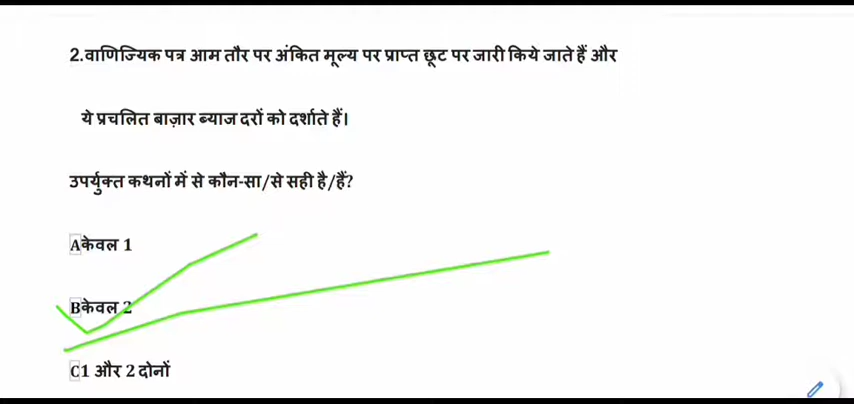 2.वाणिज्यिक पत्र आम तौर पर अंकित मूल्य पर प्राप्त छूट पर जारी किये जाते हैं और
ये प्रचलित बाज़ार ब्याज दरों को दर्शाते हैं।
उपर्युक्त कथनों में से कौन-सा/से सही है/हैं?
Aकेवल 1
Bकेवल 2
C1 और 2 दोनों